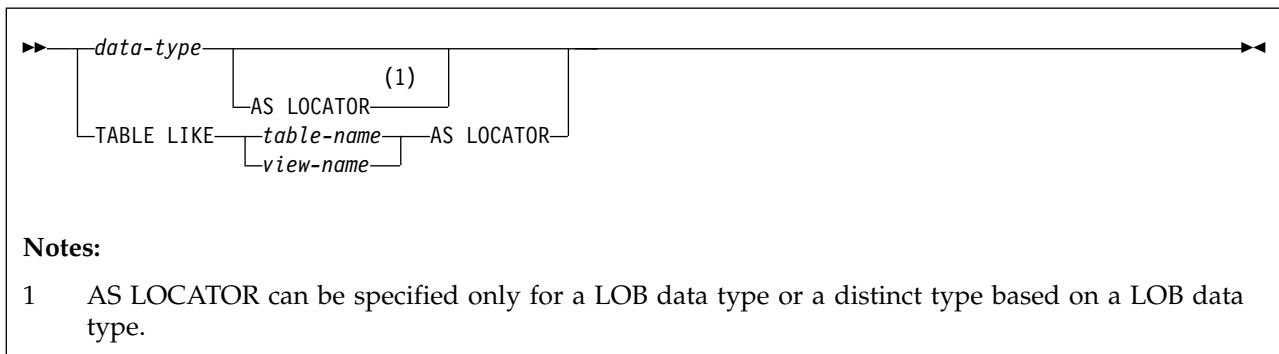 data-type
(1)
AS LOCATOR
TABLE LIKE table-name AS LOCATOR
view-name
Notes:
1 AS LOCATOR can be specified only for a LOB data type or a distinct type based on a LOB data
type.